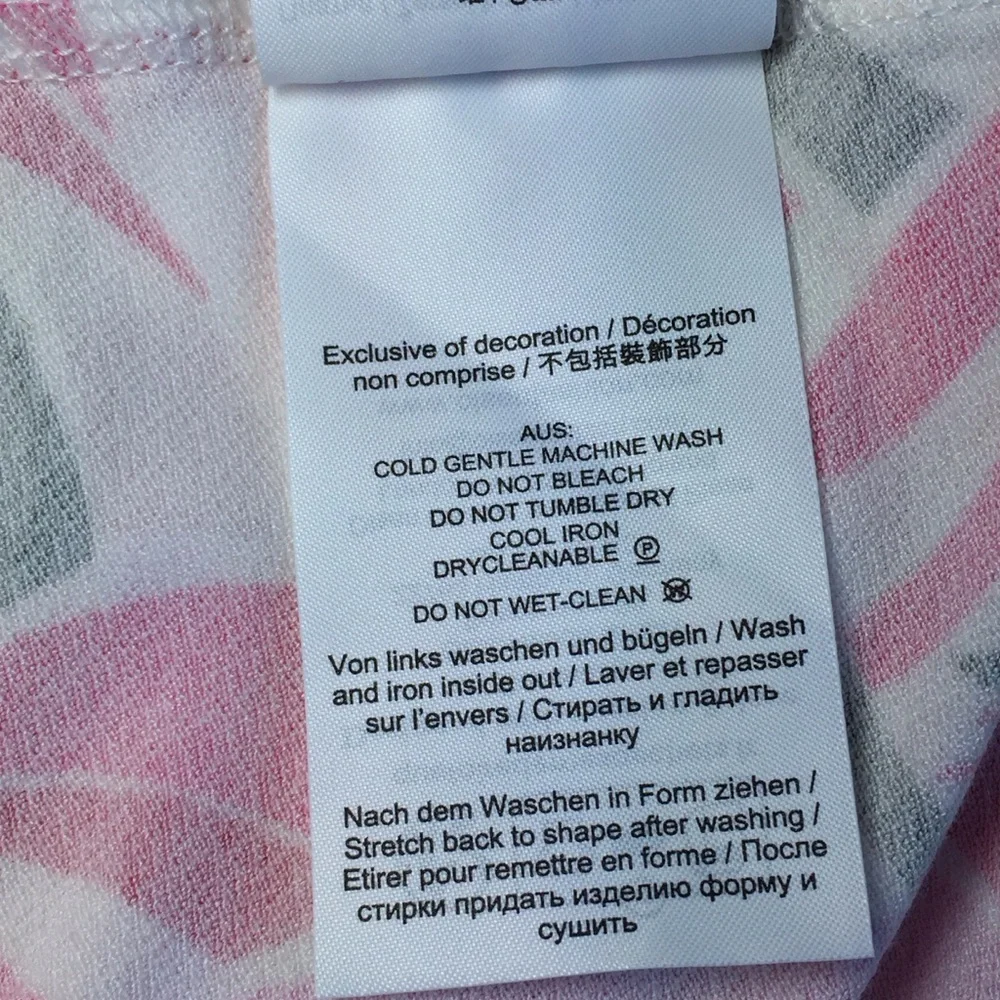 Exclusive of decoration / Décoration
non comprise / 不包括裝飾部分
AUS:
COLD GENTLE MACHINE WASH
DO NOT BLEACH
DO NOT TUMBLE DRY
COOL IRON
DRYCLEANABLE P
DO NOT WET-CLEAN W
Von links waschen und bügeln / Wash
and iron inside out / Laver et repasser
sur l'envers / Стирать и гладить
наизнанку
Nach dem Waschen in Form ziehen /
Stretch back to shape after washing /
Etirer pour remettre en forme / После
стирки придать изделию форму и
сушить